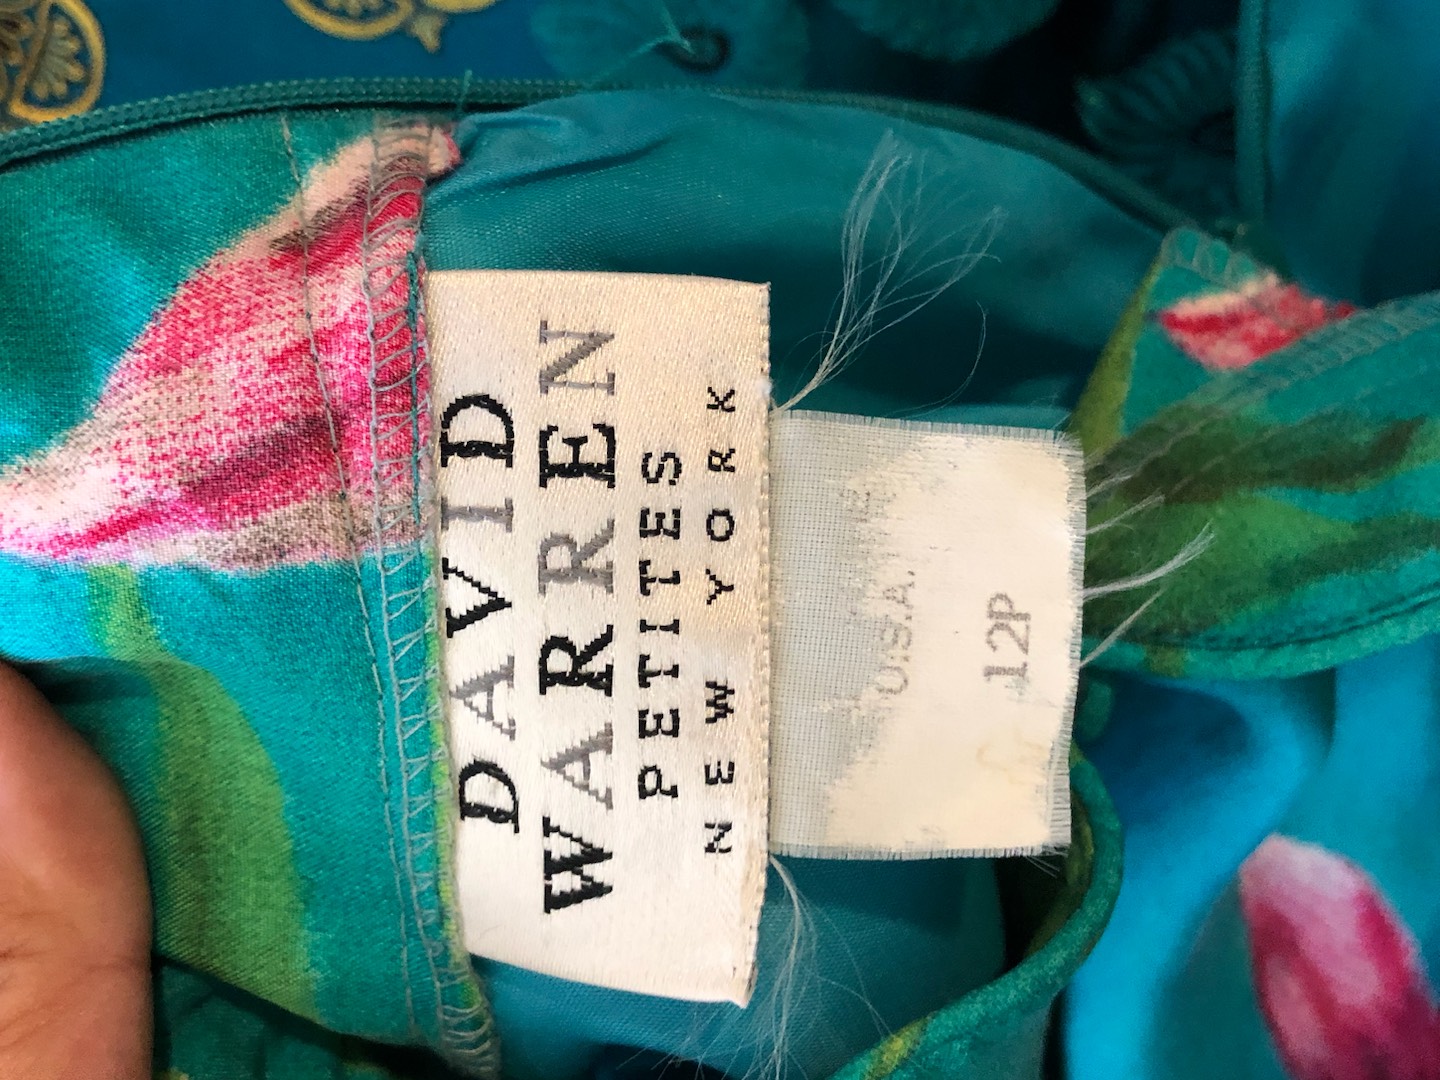 DAVID
WARREN
PETITES
NEW YORK
U.S.A.
12P